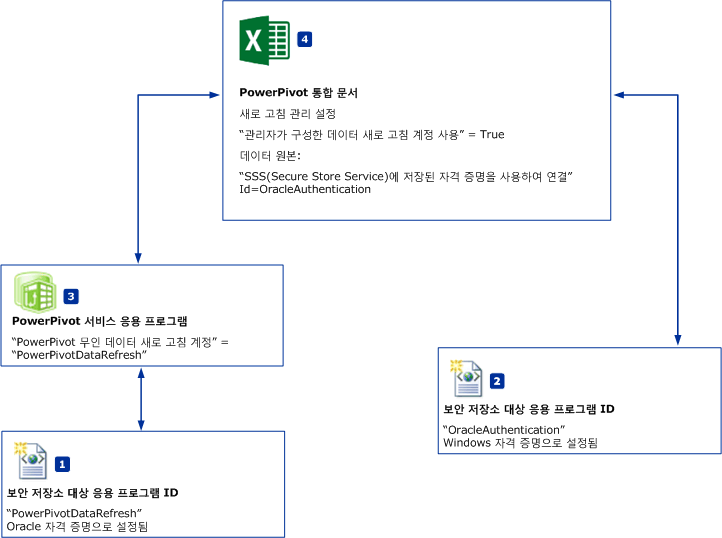 4
PowerPivot 통합 문서
새로 고침 관리 설정
“관리자가 구성한 데이터 새로 고침 계정 사용” = True
데이터 원본:
“SSS(Secure Store Service)에 저장된 자격 증명을 사용하여 연결”
Id=OracleAuthentication
3
PowerPivot 서비스 응용 프로그램
“PowerPivot 무인 데이터 새로 고침 계정” =
“PowerPivotDataRefresh”
2
보안 저장소 대상 응용 프로그램 ID
“OracleAuthentication”
Windows 자격 증명으로 설정됨
1
보안 저장소 대상 응용 프로그램 ID
“PowerPivotDataRefresh”
Oracle 자격 증명으로 설정됨